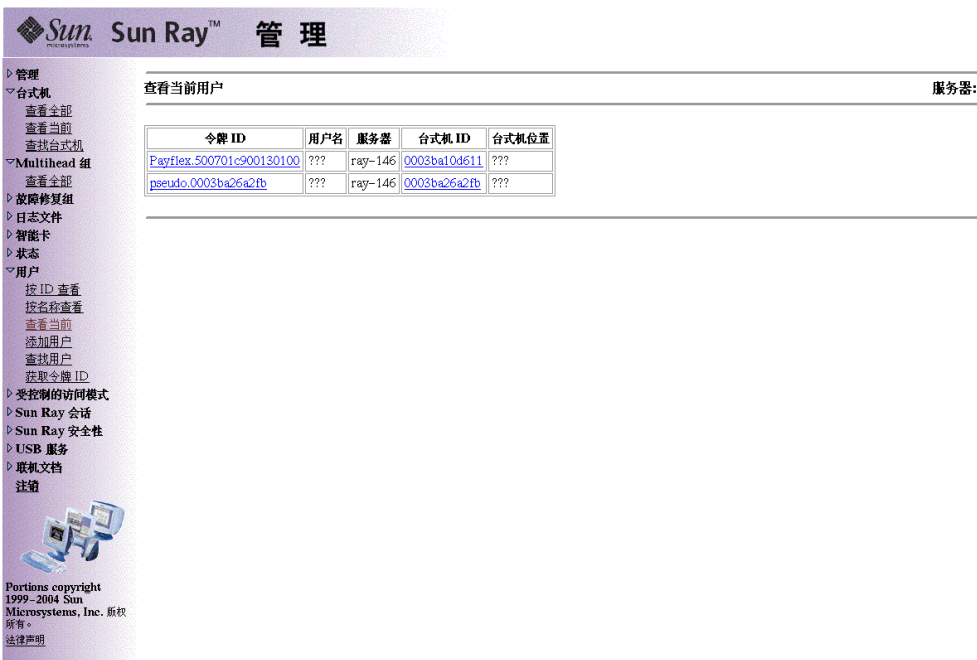 Sun microsystems Sun Ray™ 管 理
管理
台式机
查看全部
查看当前
查找台式机
Multihead 组
查看全部
故障修复组
日志文件
智能卡
状态
用户
按 ID 查看
按名称查看
查看当前
添加用户
查找用户
获取令牌 ID
受控制的访问模式
Sun Ray 会话
Sun Ray 安全性
USB 服务
联机文档
注销
Portions copyright
1999-2004 Sun
Microsystems, Inc. 版权
所有。
法律声明
查看当前用户 服务器:
令牌 ID 用户名 服务器 台式机 ID 台式机位置
Payflex.500701c900130100 ??? ray-146 0003ba10d611 ???
pseudo.0003ba26a2fb ??? ray-146 0003ba26a2fb ???